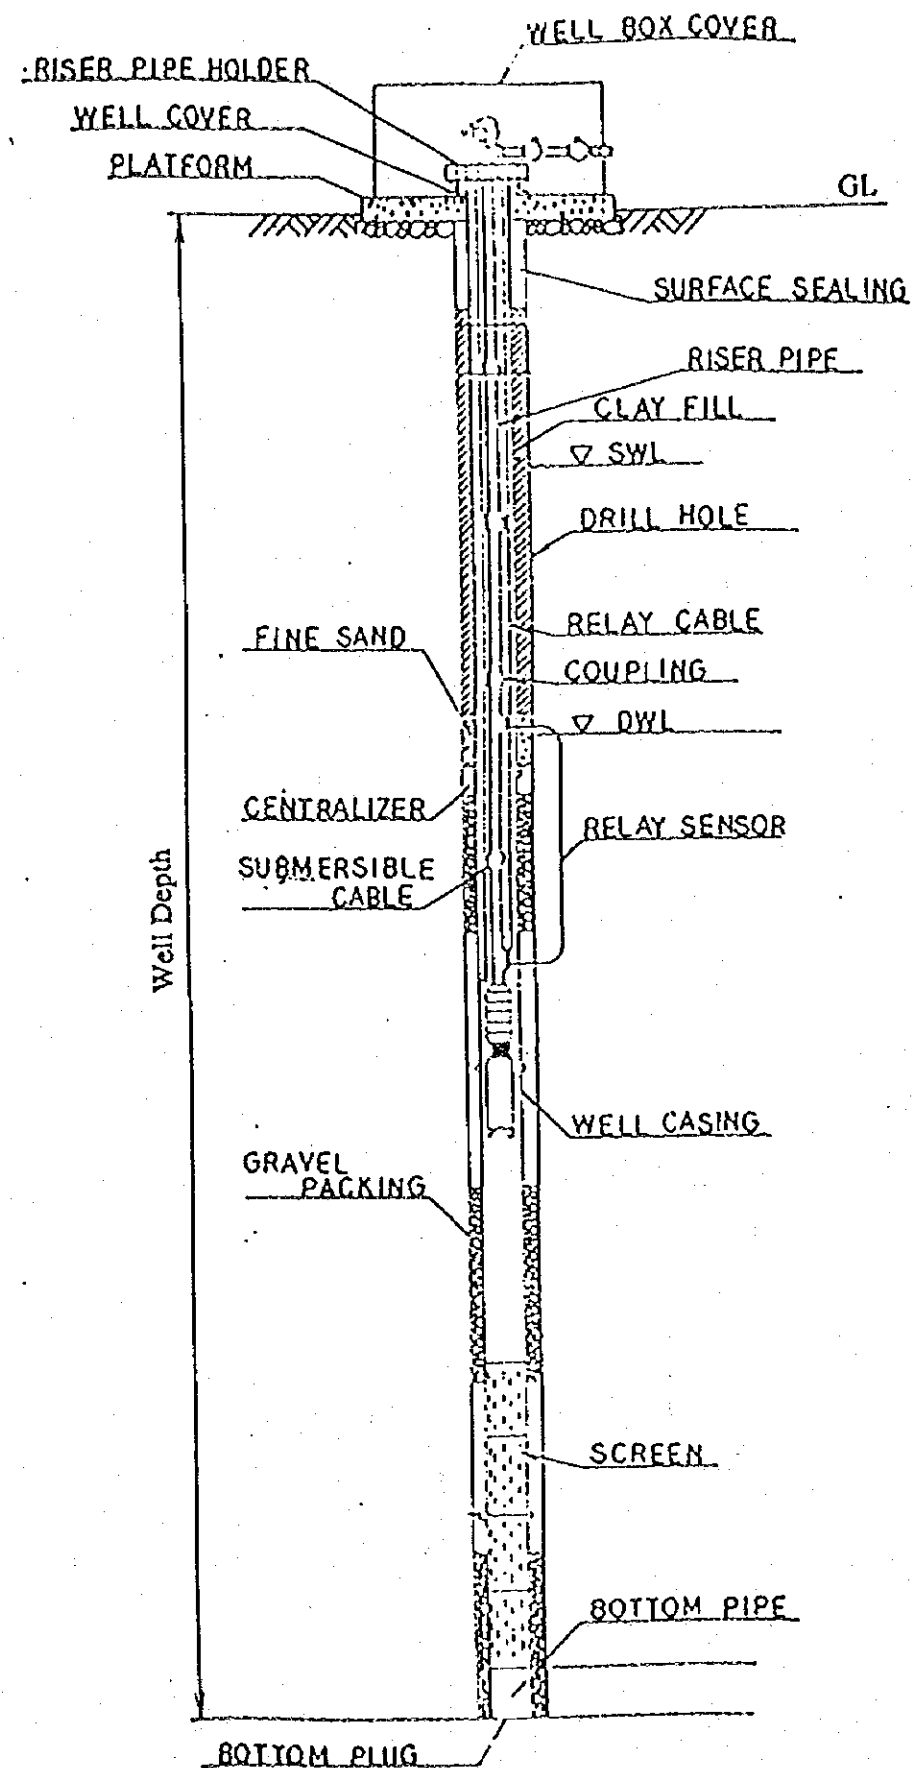 WELL BOX COVER
RISER PIPE HOLDER
WELL COVER
PLATFORM
GL
SURFACE SEALING
RISER PIPE
CLAY FILL
▽ SWL
DRILL HOLE
RELAY CABLE
FINE SAND
COUPLING
▽ DWL
CENTRALIZER
RELAY SENSOR
SUBMERSIBLE
CABLE
Well Depth
WELL CASING
GRAVEL
PACKING
SCREEN
BOTTOM PIPE
BOTTOM PLUG